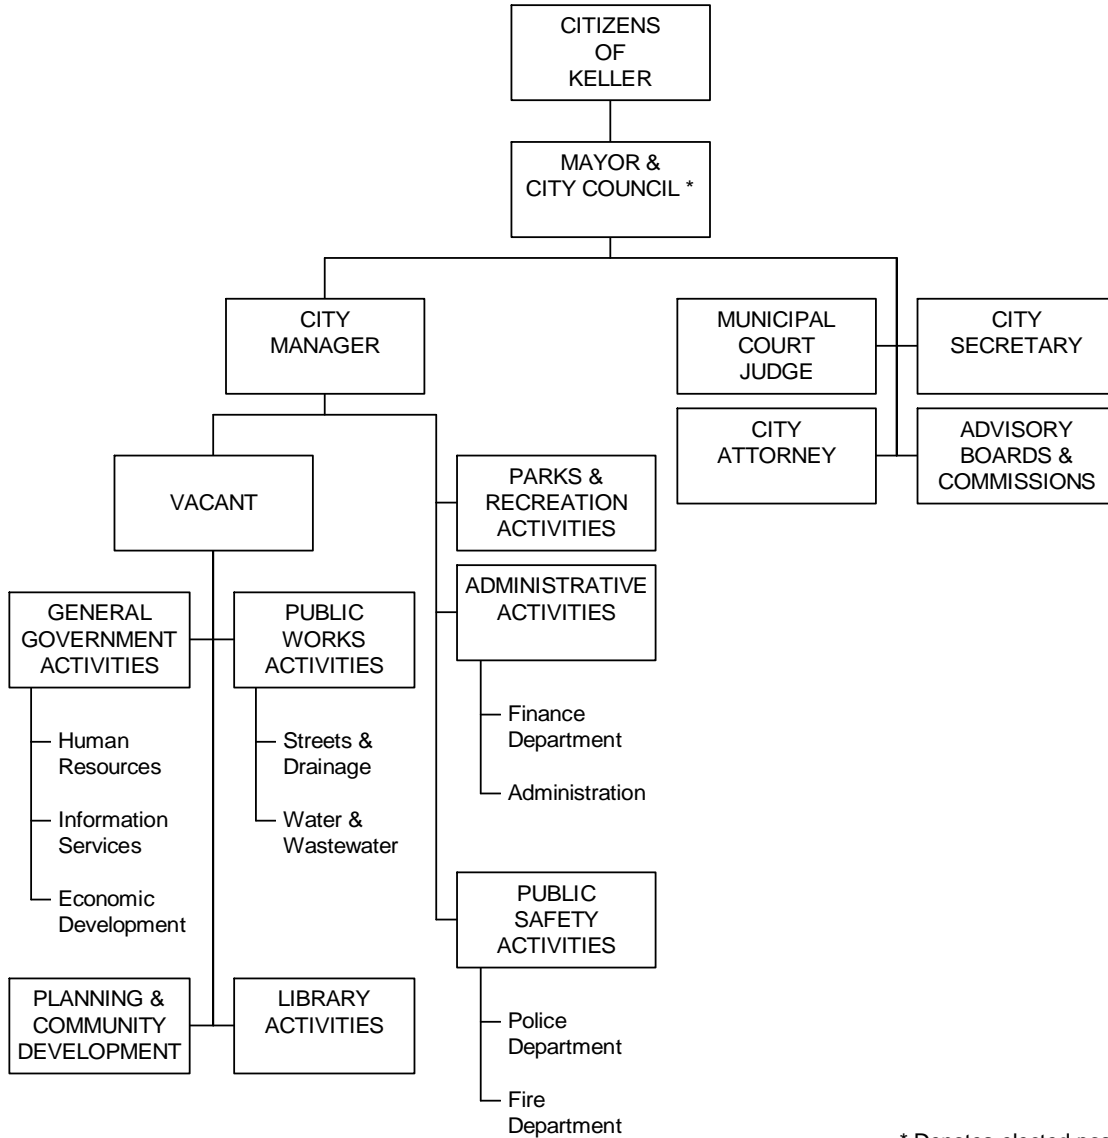 CITIZENS
OF
KELLER
MAYOR &
CITY COUNCIL *
CITY
MANAGER
MUNICIPAL
COURT
JUDGE
CITY
SECRETARY
CITY
ATTORNEY
ADVISORY
BOARDS &
COMMISSIONS
VACANT
PARKS &
RECREATION
ACTIVITIES
GENERAL
GOVERNMENT
ACTIVITIES
Human
Resources
Information
Services
Economic
Development
PUBLIC
WORKS
ACTIVITIES
Streets &
Drainage
Water &
Wastewater
ADMINISTRATIVE
ACTIVITIES
Finance
Department
Administration
PUBLIC
SAFETY
ACTIVITIES
Police
Department
Fire
Department
PLANNING &
COMMUNITY
DEVELOPMENT
LIBRARY
ACTIVITIES
* Denotes elected